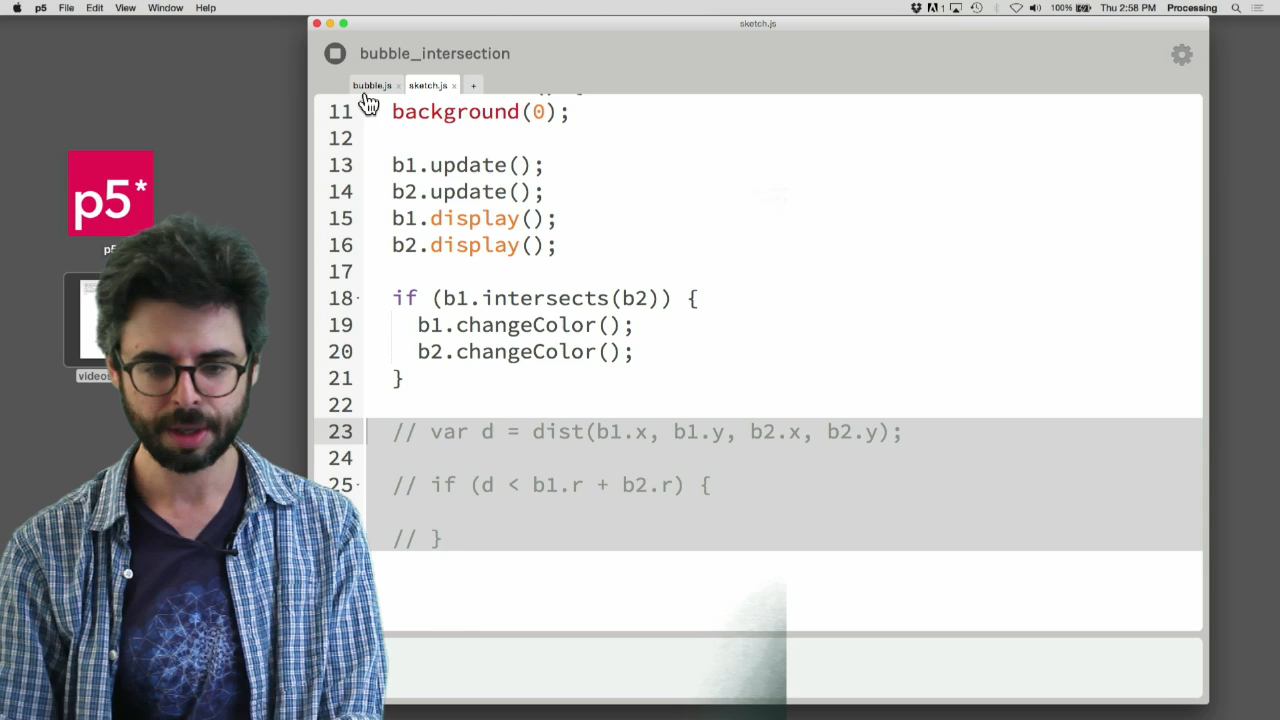 p5 File Edit View Window Help
1 100% Thu 2:58 PM Processing
sketch.js
bubble_intersection
bubble.js × sketch.js × +
11 background(0);
12
13 b1.update();
14 b2.update();
15 b1.display();
16 b2.display();
17
18 if (b1.intersects(b2)) {
19 b1.changeColor();
20 b2.changeColor();
21 }
22
23 // var d = dist(b1.x, b1.y, b2.x, b2.y);
24
25 // if (d < b1.r + b2.r) {
// }
p5*
p5
videos